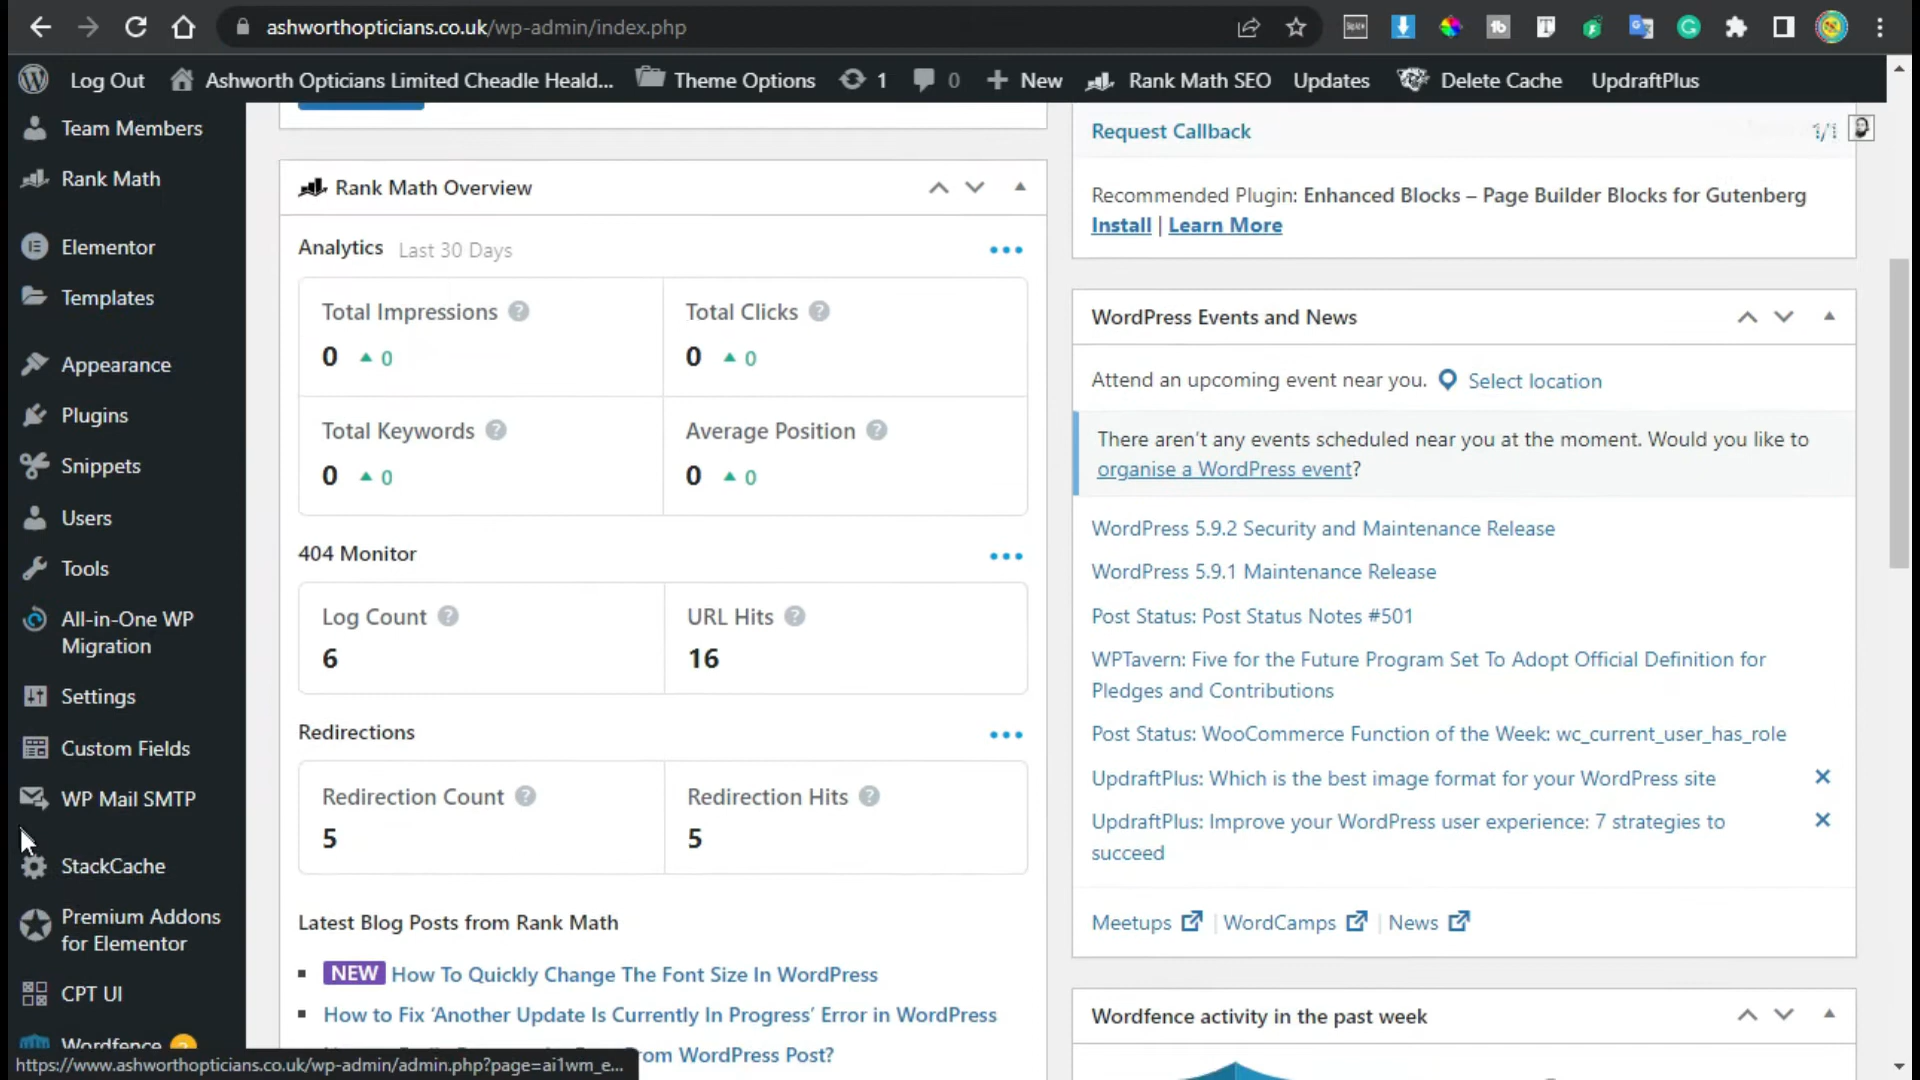 ashworthopticians.co.uk/wp-admin/index.php
Log Out
Ashworth Opticians Limited Cheadle Heald...
Theme Options
1
0
New
Rank Math SEO
Updates
Delete Cache
UpdraftPlus
Team Members
Rank Math
Elementor
Templates
Appearance
Plugins
Snippets
Users
Tools
All-in-One WP
Migration
Settings
Custom Fields
WP Mail SMTP
StackCache
Premium Addons
for Elementor
CPT UI
Wordfence
https://www.ashworthopticians.co.uk/wp-admin/admin.php?page=ai1wm_e...
Rank Math Overview
Analytics Last 30 Days
Total Impressions
0 0
Total Clicks
0 0
Total Keywords
0 0
Average Position
0 0
404 Monitor
Log Count
6
URL Hits
16
Redirections
Redirection Count
5
Redirection Hits
5
Latest Blog Posts from Rank Math
NEW How To Quickly Change The Font Size In WordPress
How to Fix ‘Another Update Is Currently In Progress’ Error in WordPress
From WordPress Post?
Request Callback
1/1
Recommended Plugin: Enhanced Blocks – Page Builder Blocks for Gutenberg
Install | Learn More
WordPress Events and News
Attend an upcoming event near you. Select location
There aren’t any events scheduled near you at the moment. Would you like to
organise a WordPress event?
WordPress 5.9.2 Security and Maintenance Release
WordPress 5.9.1 Maintenance Release
Post Status: Post Status Notes #501
WPTavern: Five for the Future Program Set To Adopt Official Definition for
Pledges and Contributions
Post Status: WooCommerce Function of the Week: wc_current_user_has_role
UpdraftPlus: Which is the best image format for your WordPress site
UpdraftPlus: Improve your WordPress user experience: 7 strategies to
succeed
Meetups | WordCamps | News
Wordfence activity in the past week